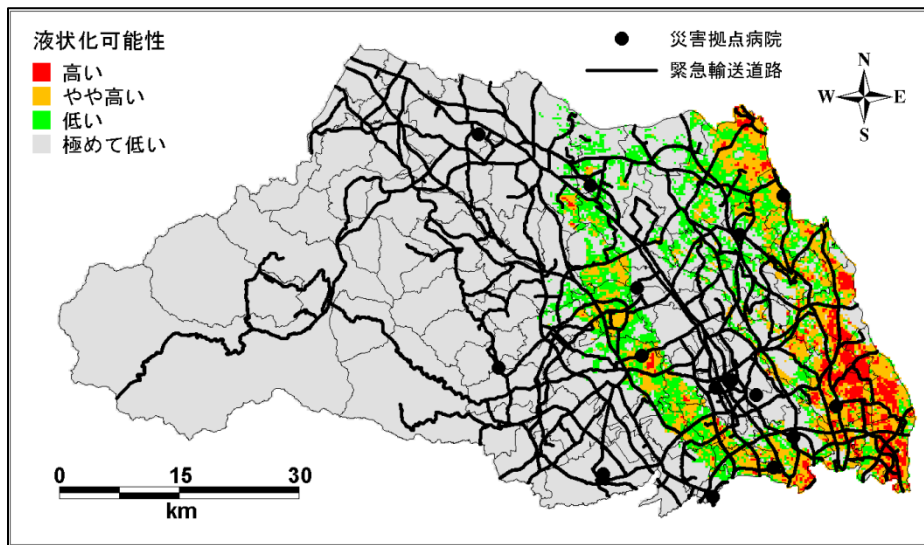 液状化可能性
高い
やや高い
低い
極めて低い
災害拠点病院
緊急輸送道路
N
W E
S
0 15 30
km